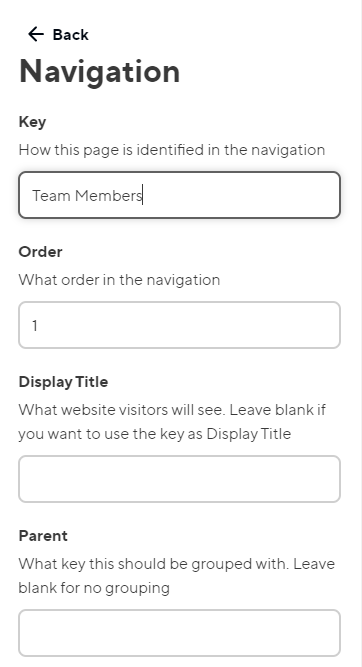 Back
Navigation
Key
How this page is identified in the navigation
Team Members
Order
What order in the navigation
1
Display Title
What website visitors will see. Leave blank if
you want to use the key as Display Title
Parent
What key this should be grouped with. Leave
blank for no grouping